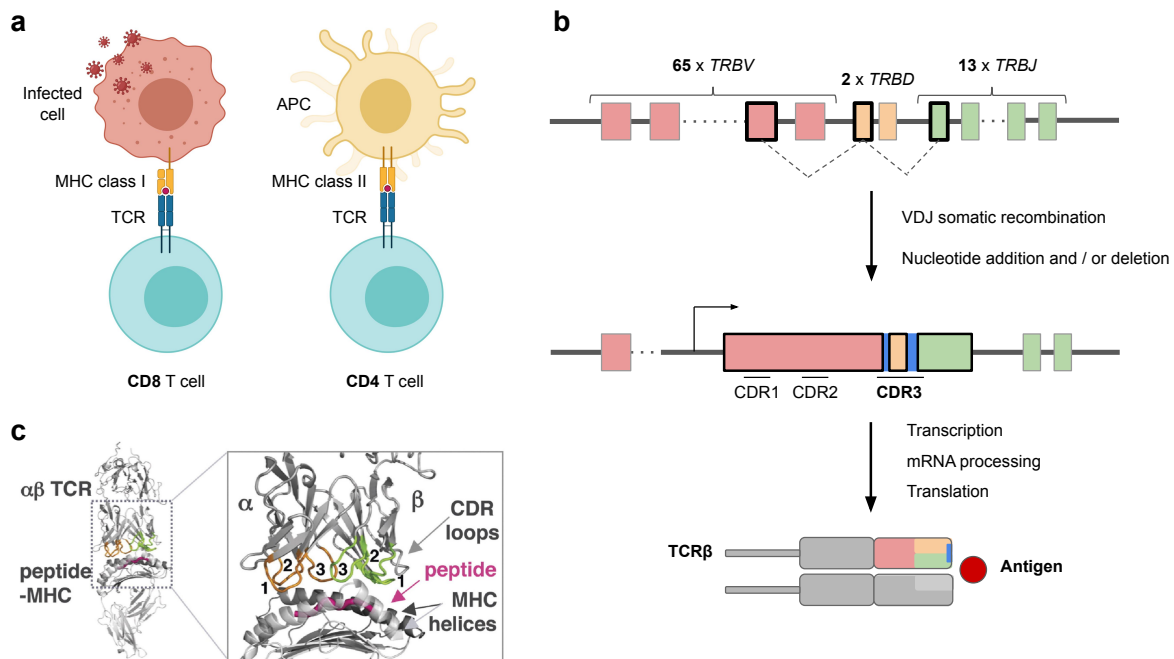 a
Infected
cell
APC
MHC class I
MHC class II
TCR
TCR
CD8 T cell
CD4 T cell
b
65 x TRBV
2 x TRBD
13 x TRBJ
VDJ somatic recombination
Nucleotide addition and / or deletion
CDR1
CDR2
CDR3
Transcription
mRNA processing
Translation
TCRβ
Antigen
c
αβ TCR
peptide
-MHC
α
β
CDR
loops
1
2
3
3
2
1
peptide
MHC
helices